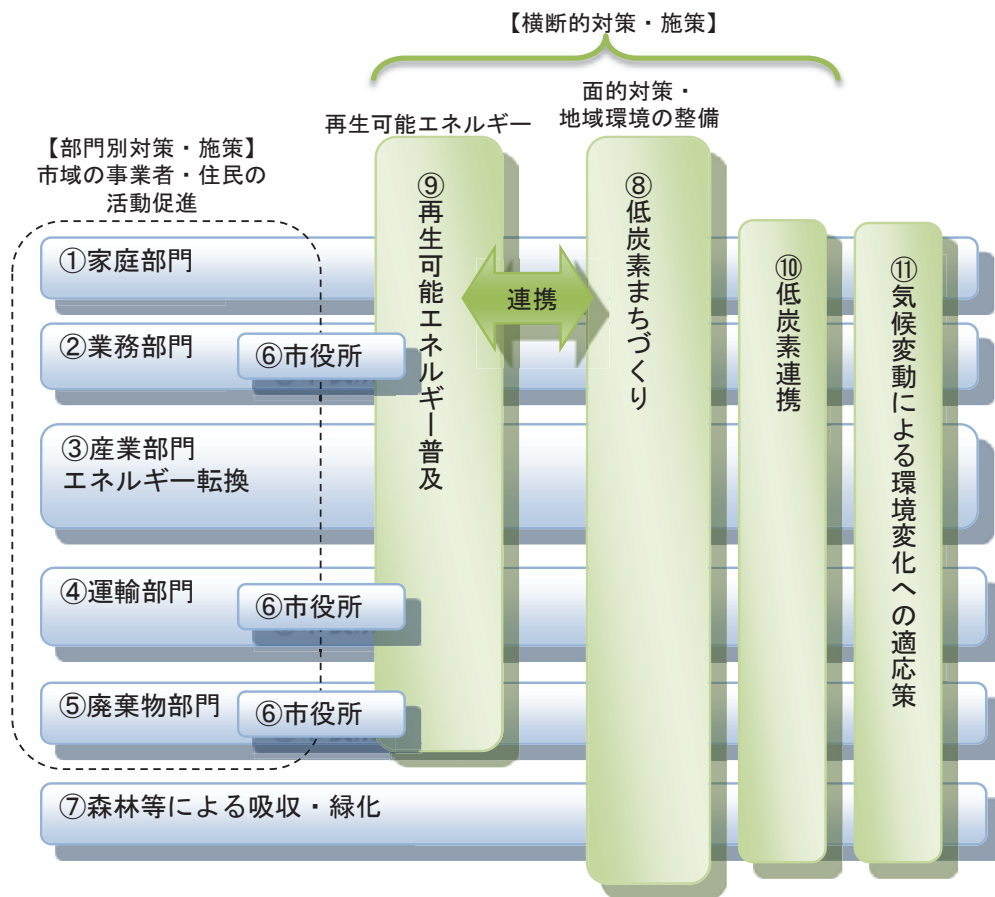 【横断的対策・施策】
面的対策・
地域環境の整備
再生可能エネルギー
【部門別対策・施策】
市域の事業者・住民の
活動促進
①家庭部門
②業務部門
⑥市役所
③産業部門
エネルギー転換
④運輸部門
⑥市役所
⑤廃棄物部門
⑥市役所
⑦森林等による吸収・緑化
⑨再生可能エネルギー普及
連携
⑧低炭素まちづくり
⑩低炭素連携
⑪気候変動による環境変化への適応策